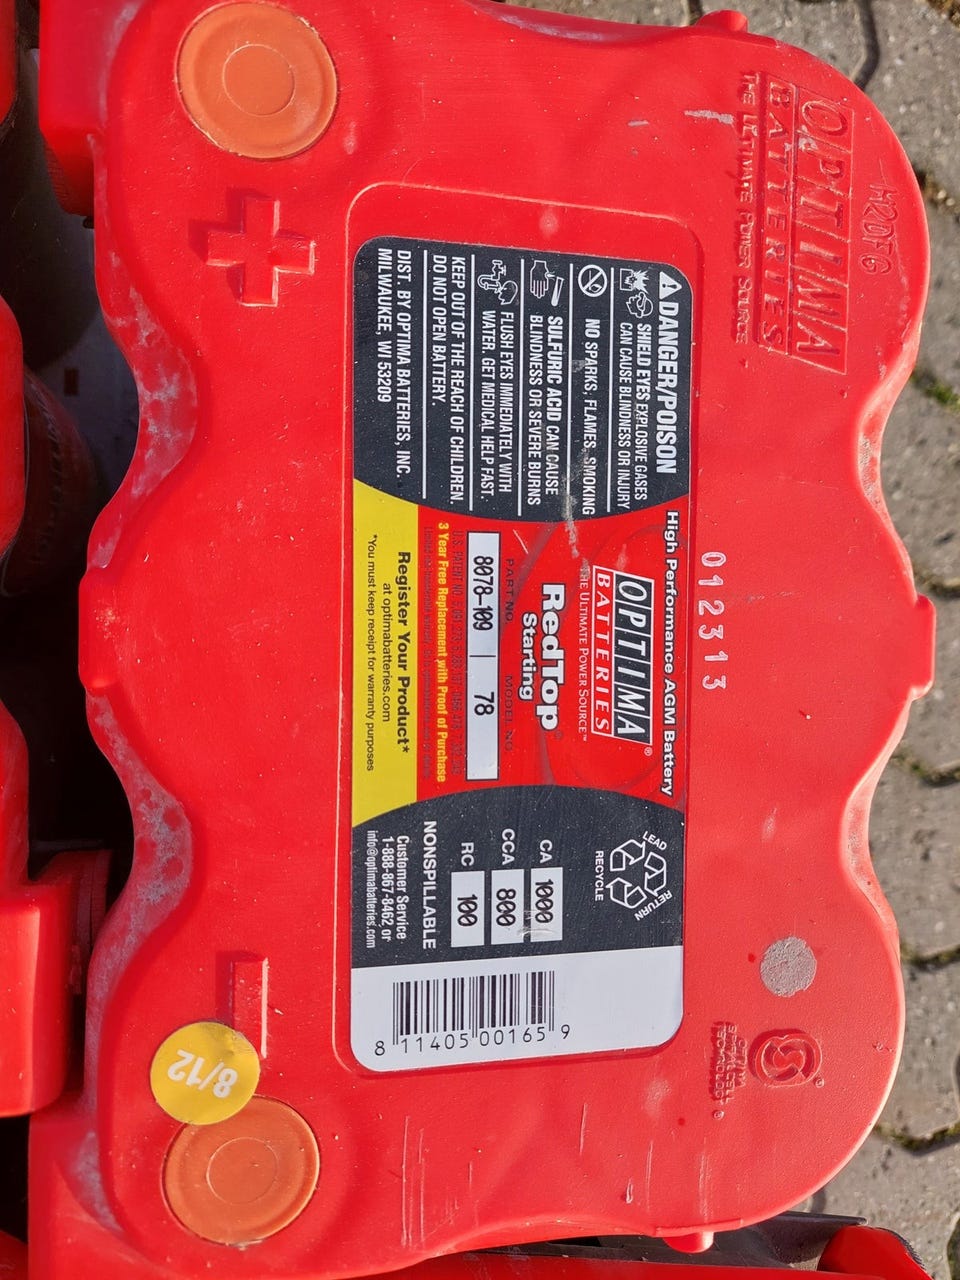 OPTIMA
BATTERIES
THE ULTIMATE POWER SOURCE
012313
DANGER/POISON
SHIELD EYES EXPLOSIVE GASES
CAN CAUSE BLINDNESS OR INJURY
NO SPARKS, FLAMES, SMOKING
SULFURIC ACID CAN CAUSE
BLINDNESS OR SEVERE BURNS
FLUSH EYES IMMEDIATELY WITH
WATER. GET MEDICAL HELP FAST.
KEEP OUT OF THE REACH OF CHILDREN.
DO NOT OPEN BATTERY.
DIST. BY OPTIMA BATTERIES, INC.
MILWAUKEE, WI 53209
High Performance AGM Battery
OPTIMA®
BATTERIES
THE ULTIMATE POWER SOURCE™
RedTop®
Starting
PART NO. MODEL NO.
8078-109 | 78
3 Year Free Replacement with Proof of Purchase
Register Your Product*
at optimabatteries.com
*You must keep receipt for warranty purposes
LEAD
RETURN
RECYCLE
CA 1000
CCA 800
RC 100
NONSPILLABLE
Customer Service
1-888-867-8462 or
info@optimabatteries.com
8 11405 00165 9
OPTIMA
SPIRALCELL
TECHNOLOGY
8/12